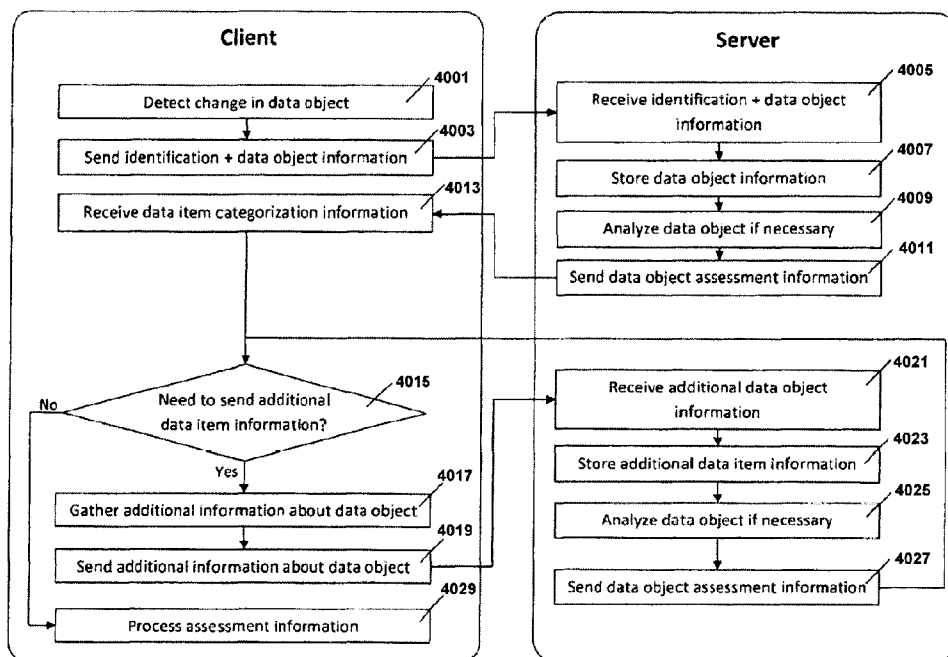 Client
4001
Detect change in data object
4003
Send identification + data object information
4013
Receive data item categorization information
4015
Need to send additional
data item information?
No
Yes
4017
Gather additional information about data object
4019
Send additional information about data object
4029
Process assessment information
Server
4005
Receive identification + data object
information
4007
Store data object information
4009
Analyze data object if necessary
4011
Send data object assessment information
4021
Receive additional data object
information
4023
Store additional data item information
4025
Analyze data object if necessary
4027
Send data object assessment information